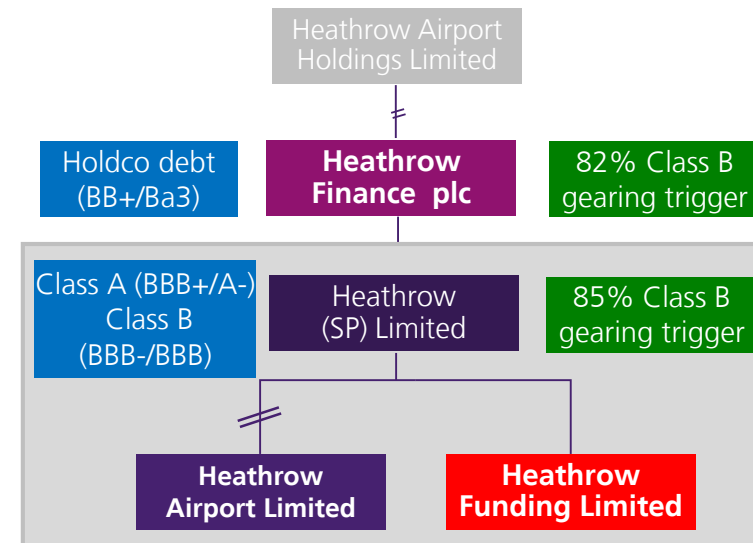 Heathrow Airport
Holdings Limited
Holdco debt
(BB+/Ba3)
Heathrow
Finance plc
82% Class B
gearing trigger
Class A (BBB+/A-)
Class B
(BBB-/BBB)
Heathrow
(SP) Limited
85% Class B
gearing trigger
Heathrow
Airport Limited
Heathrow
Funding Limited